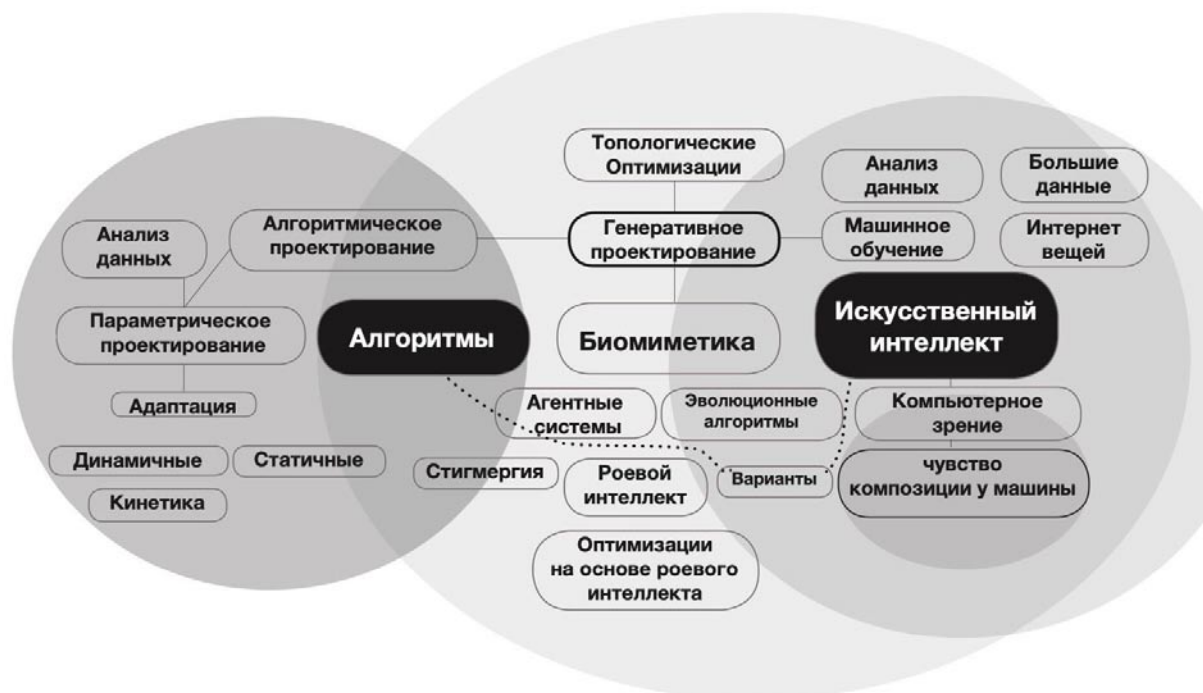 Топологические
Оптимизации
Анализ
данных
Большие
данные
Анализ
данных
Алгоритмическое
проектирование
Генеративное
проектирование
Машинное
обучение
Интернет
вещей
Параметрическое
проектирование
Алгоритмы
Биомиметика
Искусственный
интеллект
Адаптация
Агентные
системы
Эволюционные
алгоритмы
Компьютерное
зрение
Динамичные
Статичные
Стигмергия
Роевой
интеллект
Варианты
чувство
композиции у машины
Кинетика
Оптимизации
на основе роевого
интеллекта